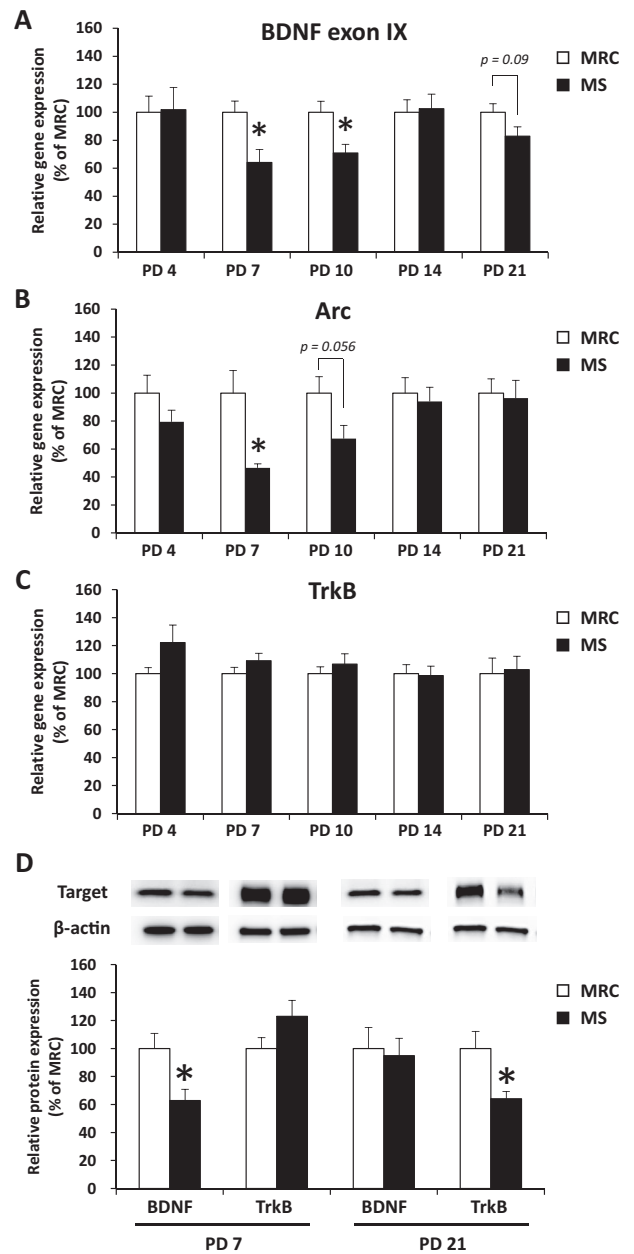 A
BDNF exon IX
Relative gene expression
(% of MRC)
160
140
120
100
80
60
40
20
0
*
*
p = 0.09
MRC
MS
PD 4 PD 7 PD 10 PD 14 PD 21
B
Arc
Relative gene expression
(% of MRC)
160
140
120
100
80
60
40
20
0
*
p = 0.056
MRC
MS
PD 4 PD 7 PD 10 PD 14 PD 21
C
TrkB
Relative gene expression
(% of MRC)
160
140
120
100
80
60
40
20
0
MRC
MS
PD 4 PD 7 PD 10 PD 14 PD 21
D
Target
β-actin
Relative protein expression
(% of MRC)
160
140
120
100
80
60
40
20
0
*
*
MRC
MS
BDNF TrkB BDNF TrkB
PD 7 PD 21